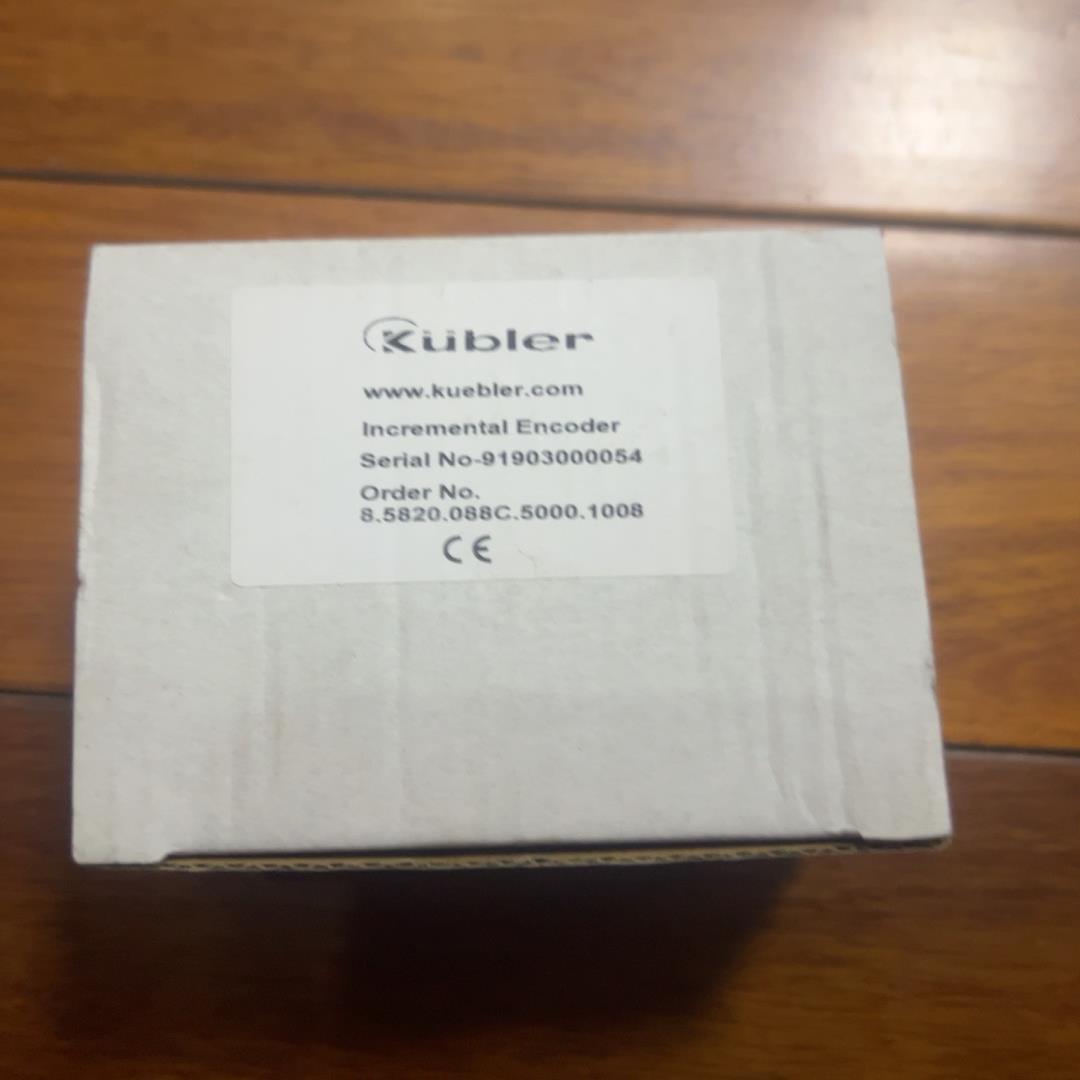 Kübler
www.kuebler.com
Incremental Encoder
Serial No-91903000054
Order No.
8.5820.088C.5000.1008
CE